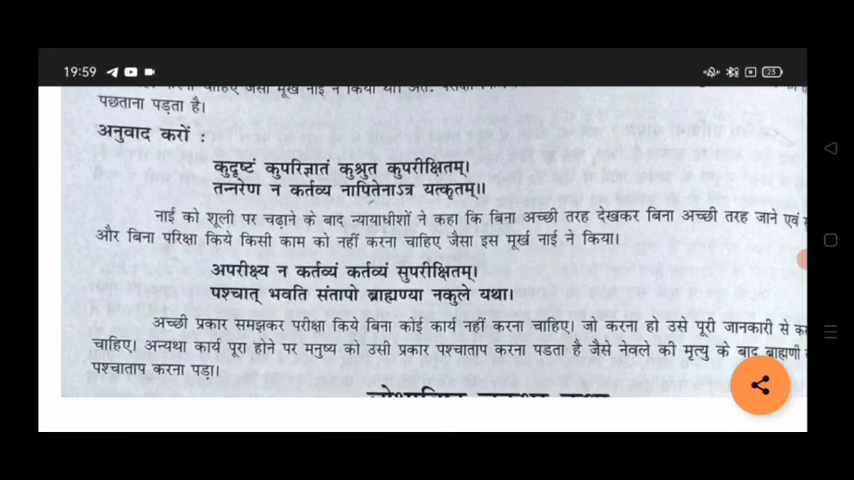 19:59
25
चाहिए जैसा मूर्ख नाई ने किया था। अतः
पछताना पड़ता है।
अनुवाद करों :
कुदृष्टं कुपरिज्ञातं कुश्रुत कुपरीक्षितम्।
तन्नरेण न कर्तव्य नापितेनाऽत्र यत्कृतम्॥
नाई को शूली पर चढ़ाने के बाद न्यायाधीशों ने कहा कि बिना अच्छी तरह देखकर बिना अच्छी तरह जाने एवं
और बिना परिक्षा किये किसी काम को नहीं करना चाहिए जैसा इस मूर्ख नाई ने किया।
अपरीक्ष्य न कर्तव्यं कर्तव्यं सुपरीक्षितम्।
पश्चात् भवति संतापो ब्राह्मण्या नकुले यथा।
अच्छी प्रकार समझकर परीक्षा किये बिना कोई कार्य नहीं करना चाहिए। जो करना हो उसे पूरी जानकारी से
चाहिए। अन्यथा कार्य पूरा होने पर मनुष्य को उसी प्रकार पश्चाताप करना पडता है जैसे नेवले की मृत्यु के बाद ब्राह्मणी
पश्चाताप करना पड़ा।